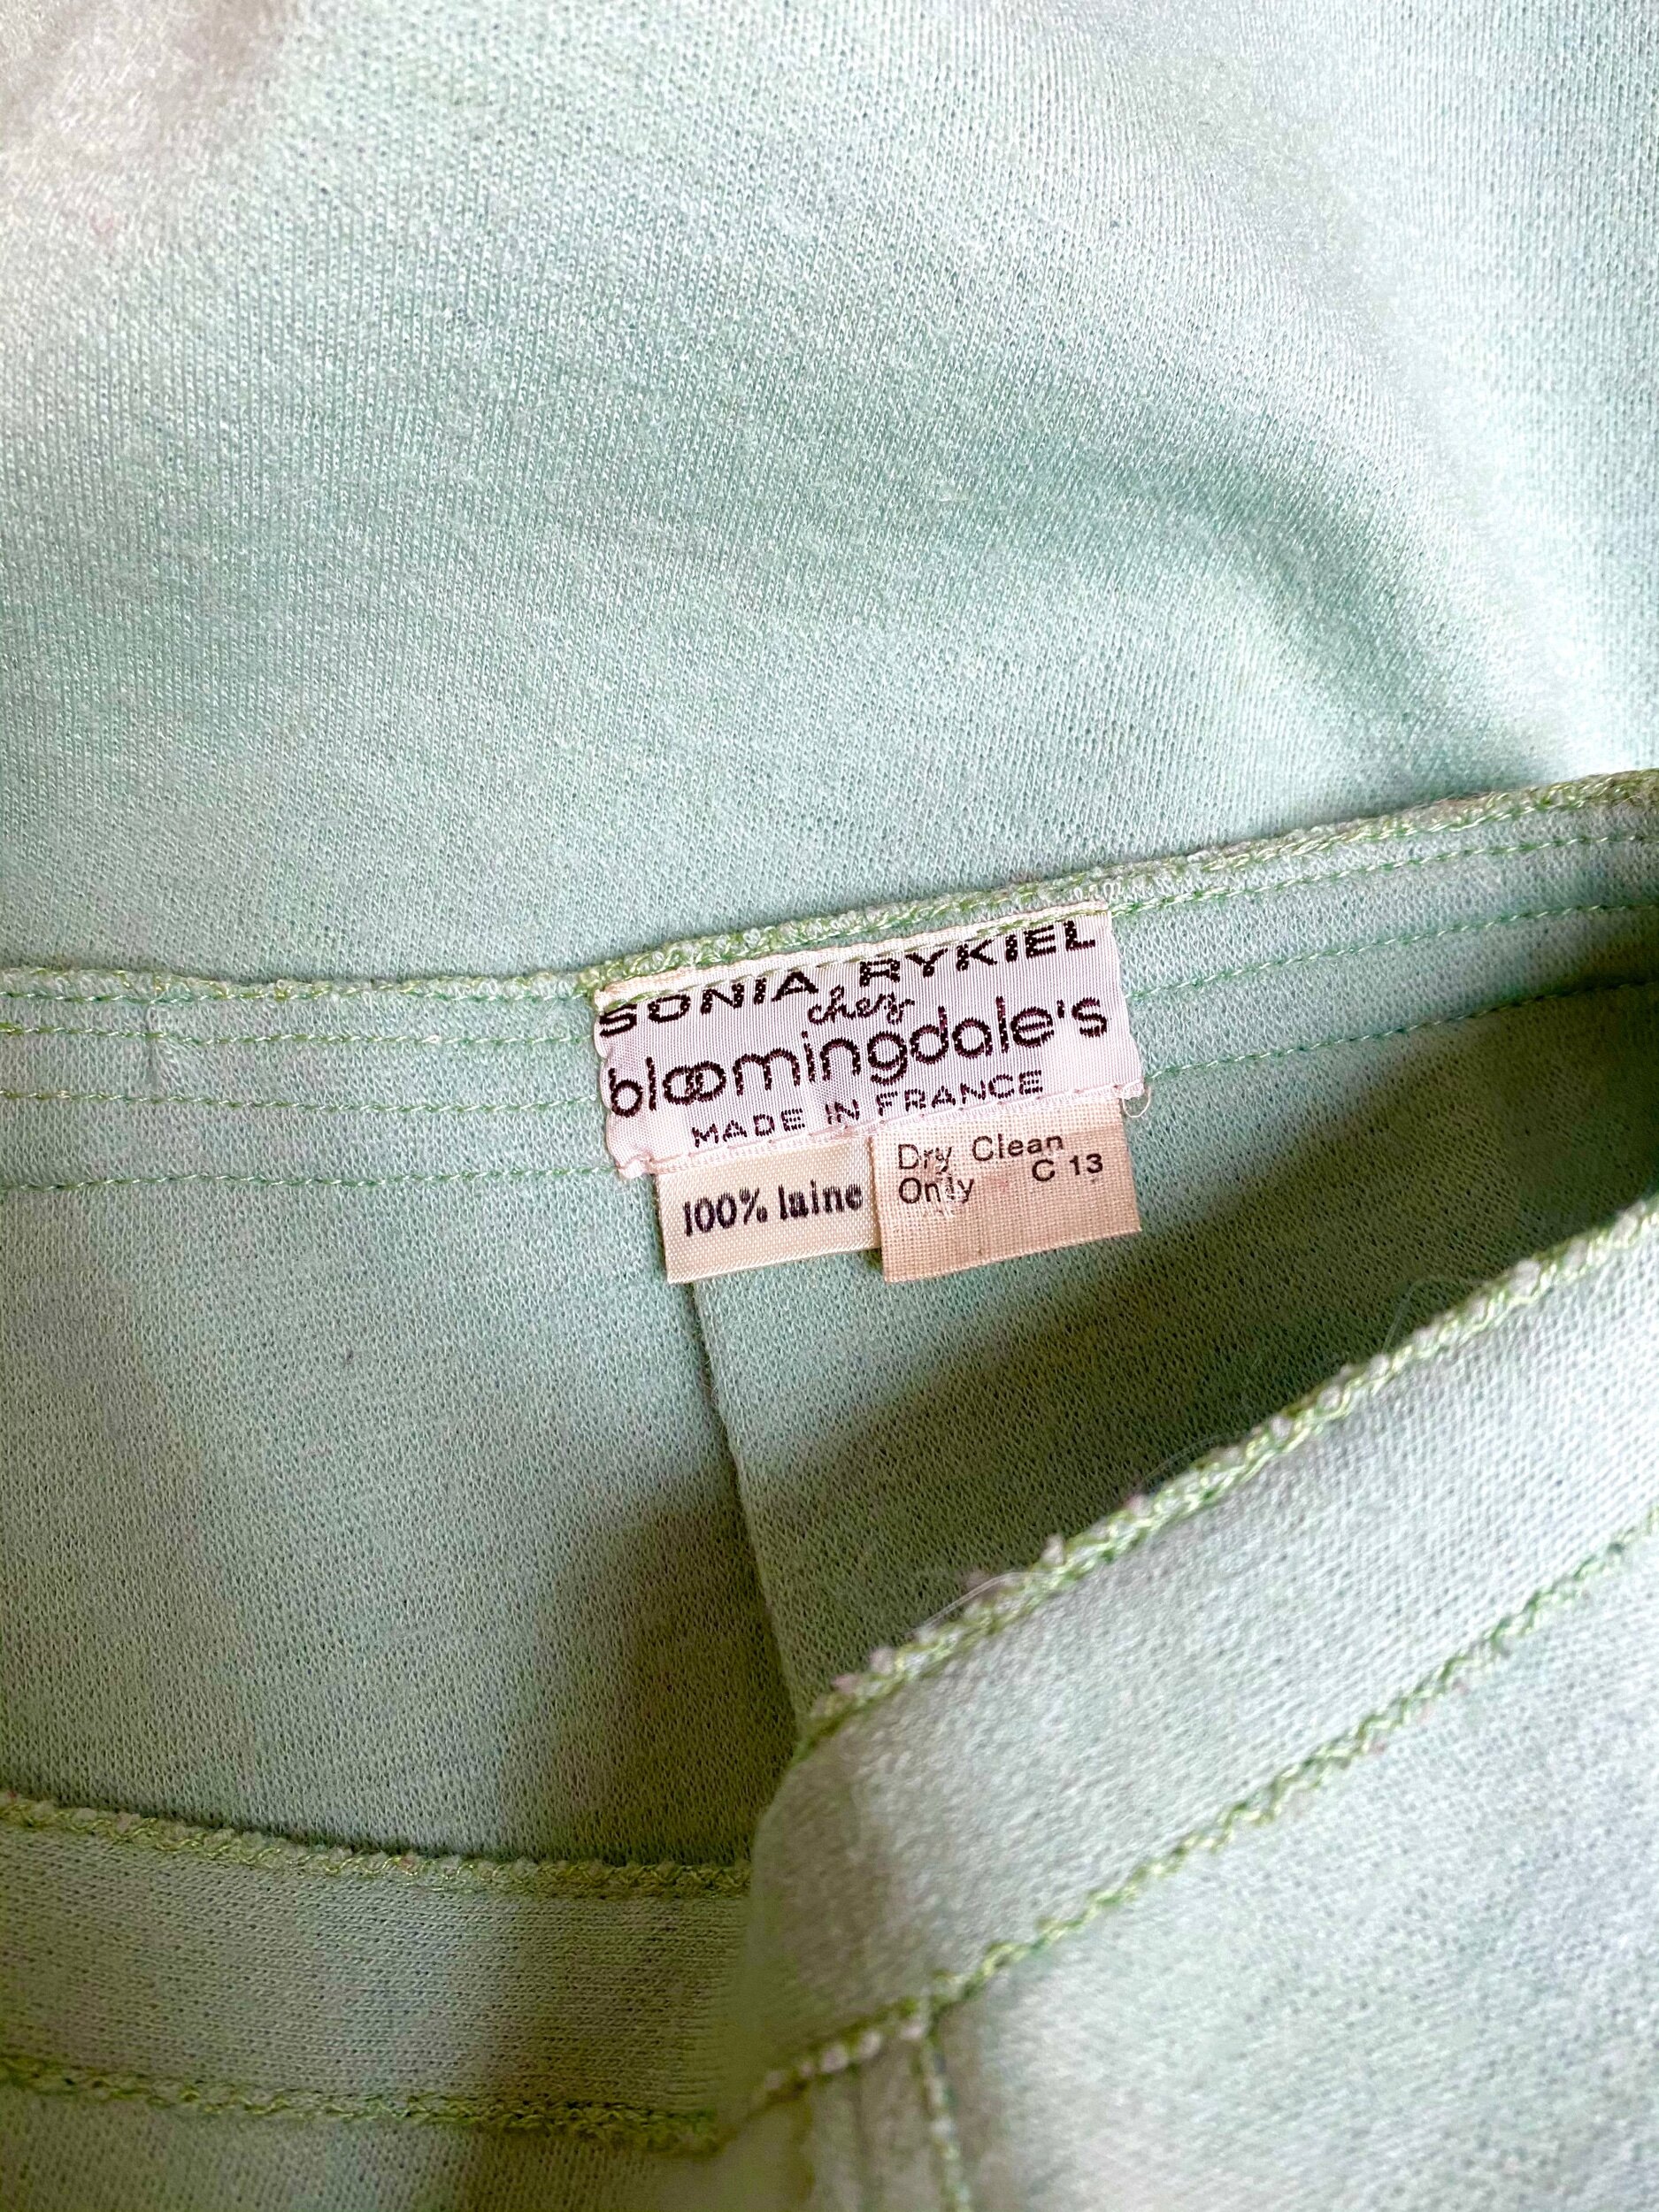 SONIA RYKIEL
chez
bloomingdale's
MADE IN FRANCE
100% laine
Dry Clean
Only C 13